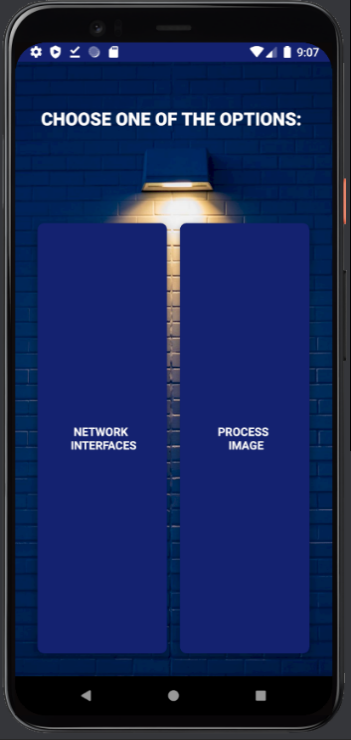 9:07
CHOOSE ONE OF THE OPTIONS:
NETWORK
INTERFACES
PROCESS
IMAGE